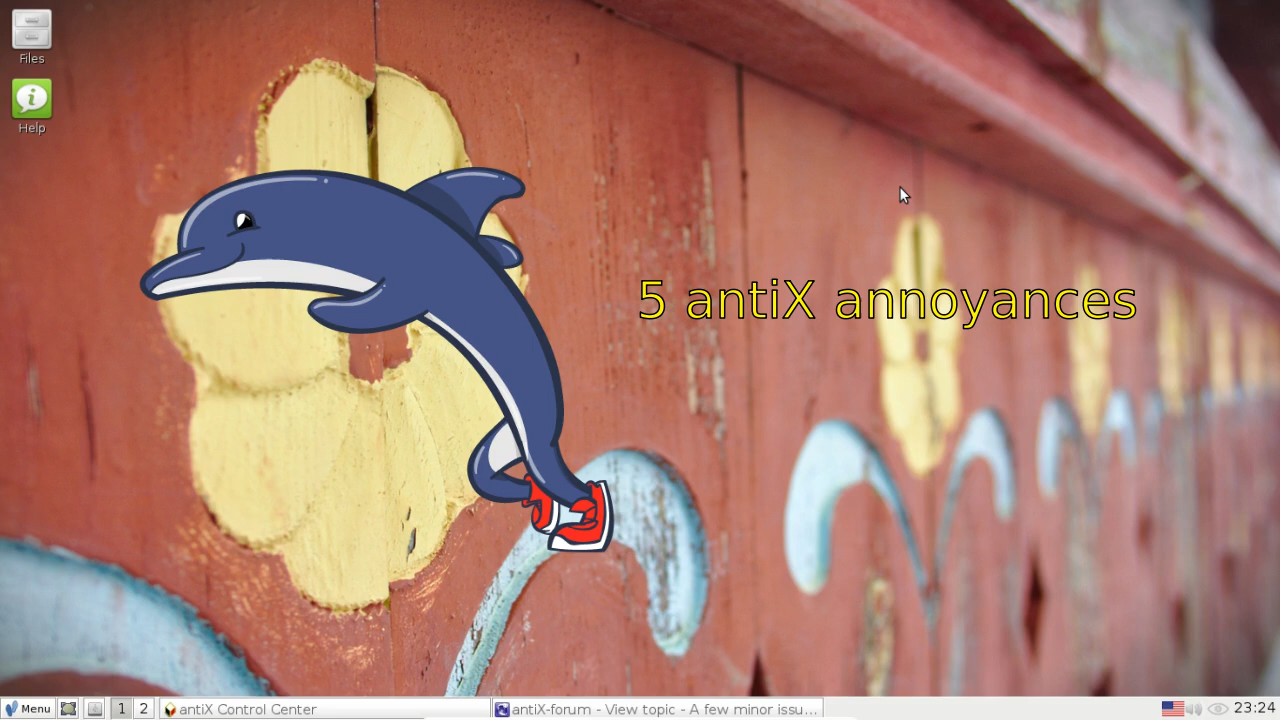 Files
Help
5 antiX annoyances
Menu
1
2
antiX Control Center
antiX-forum - View topic - A few minor issu...
23:24